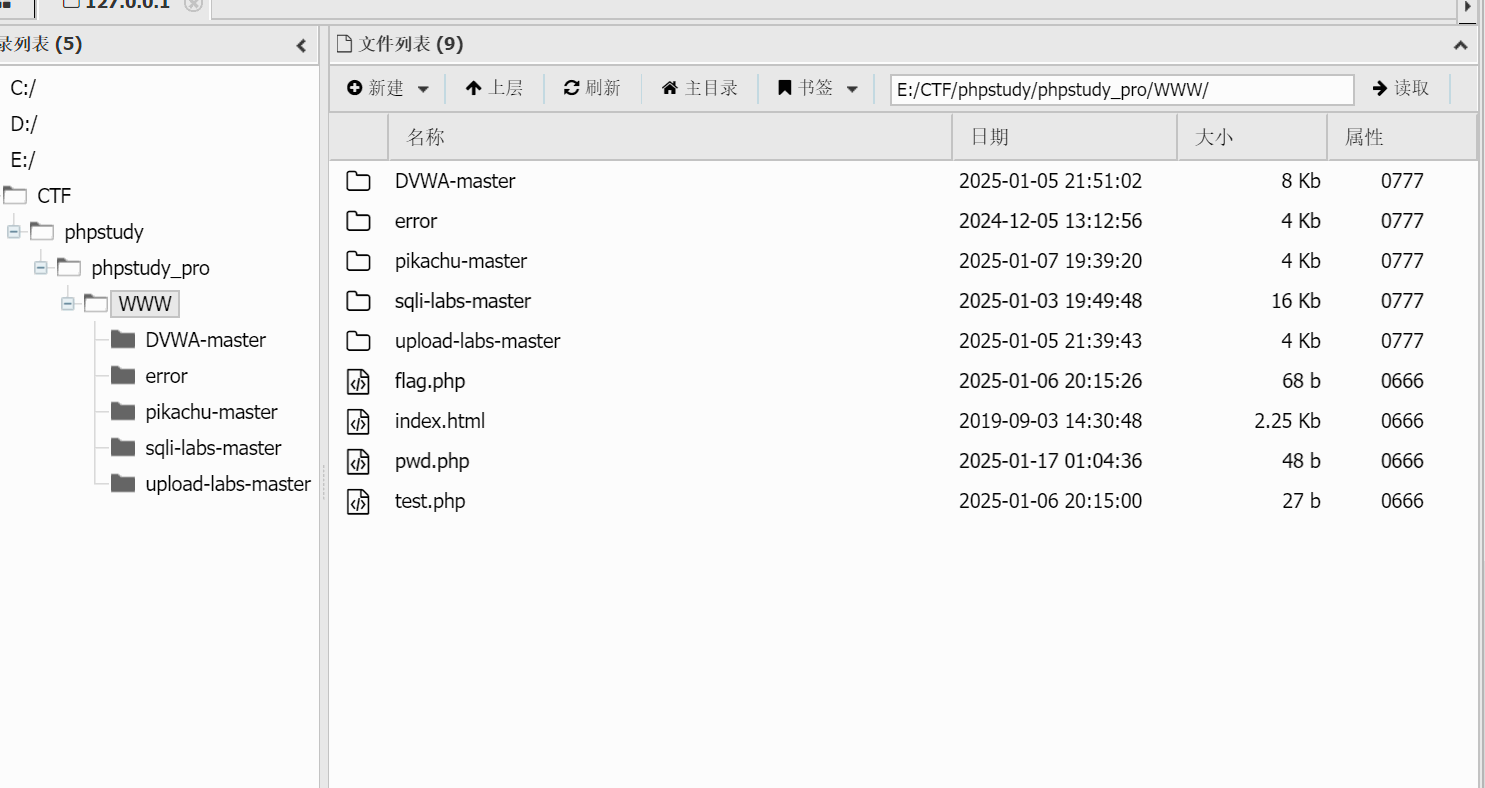 127.0.0.1
录列表 (5)
文件列表 (9)
新建 上层 刷新 主目录 书签 E:/CTF/phpstudy/phpstudy_pro/WWW/ 读取
名称 日期 大小 属性
C:/
D:/
E:/
CTF
phpstudy
phpstudy_pro
WWW
DVWA-master
error
pikachu-master
sqli-labs-master
upload-labs-master
DVWA-master 2025-01-05 21:51:02 8 Kb 0777
error 2024-12-05 13:12:56 4 Kb 0777
pikachu-master 2025-01-07 19:39:20 4 Kb 0777
sqli-labs-master 2025-01-03 19:49:48 16 Kb 0777
upload-labs-master 2025-01-05 21:39:43 4 Kb 0777
flag.php 2025-01-06 20:15:26 68 b 0666
index.html 2019-09-03 14:30:48 2.25 Kb 0666
pwd.php 2025-01-17 01:04:36 48 b 0666
test.php 2025-01-06 20:15:00 27 b 0666